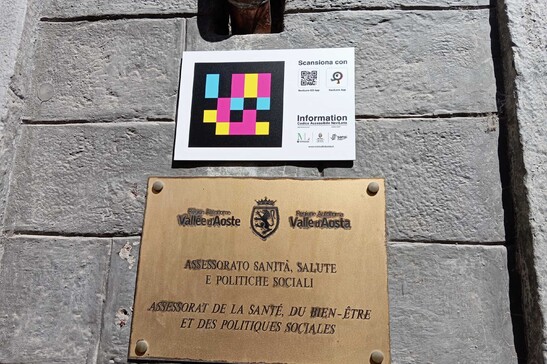 Scansiona con
Information
Vallée d'Aoste
Valle d'Aosta
ASSESSORATO SANITÀ, SALUTE
E POLITICHE SOCIALI
ASSESSORAT DE LA SANTÉ, DU BIEN-ÊTRE
ET DES POLITIQUES SOCIALES